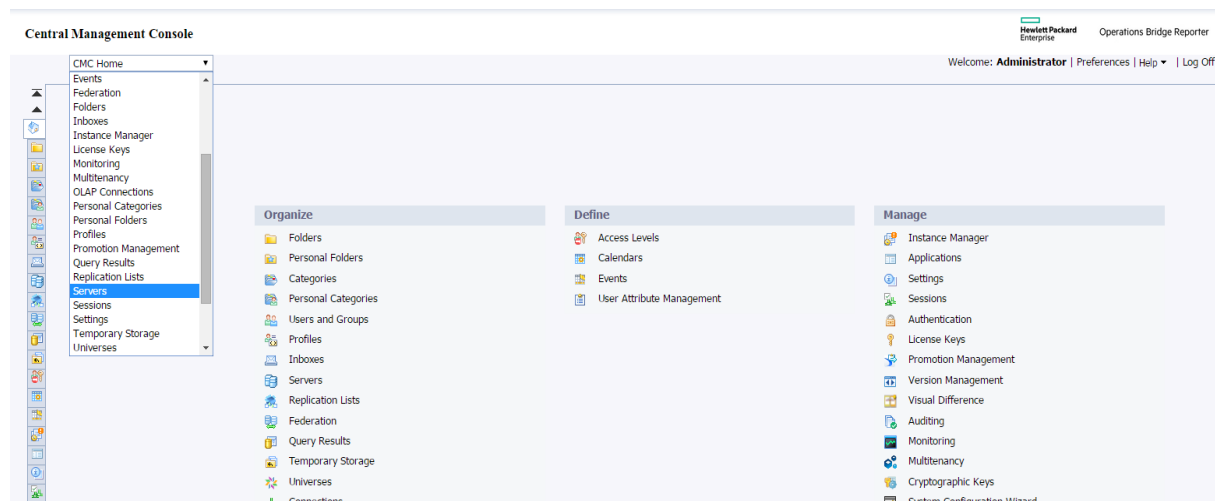 Central Management Console
Hewlett Packard
Enterprise
Operations Bridge Reporter
Welcome: Administrator | Preferences | Help ▾ | Log Off
CMC Home
Events
Federation
Folders
Inboxes
Instance Manager
License Keys
Monitoring
Multitenancy
OLAP Connections
Personal Categories
Personal Folders
Profiles
Promotion Management
Query Results
Replication Lists
Servers
Sessions
Settings
Temporary Storage
Universes
Organize
Folders
Personal Folders
Categories
Personal Categories
Users and Groups
Profiles
Inboxes
Servers
Replication Lists
Federation
Query Results
Temporary Storage
Universes
Connections
Define
Access Levels
Calendars
Events
User Attribute Management
Manage
Instance Manager
Applications
Settings
Sessions
Authentication
License Keys
Promotion Management
Version Management
Visual Difference
Auditing
Monitoring
Multitenancy
Cryptographic Keys
System Configuration Wizard